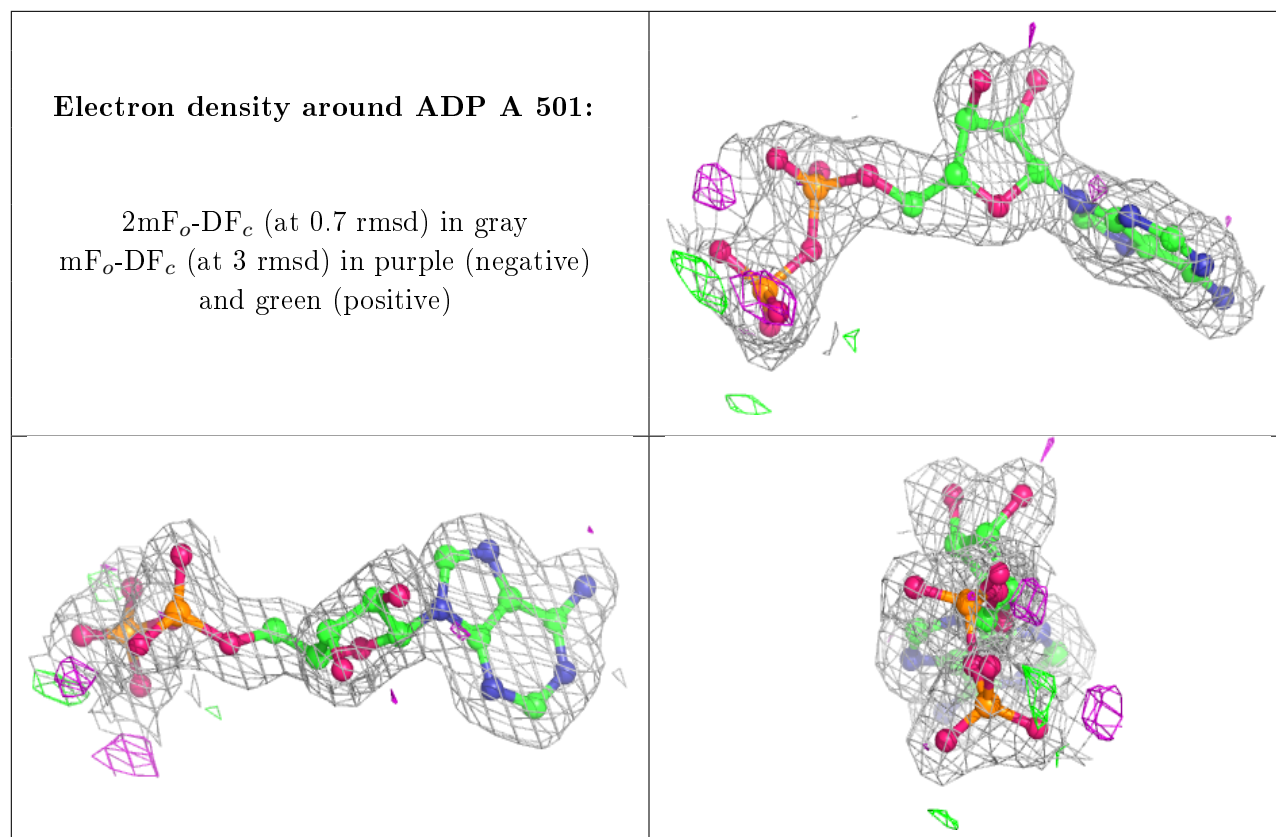 Electron density around ADP A 501:
2mFo-DFc (at 0.7 rmsd) in gray
mFo-DFc (at 3 rmsd) in purple (negative)
and green (positive)